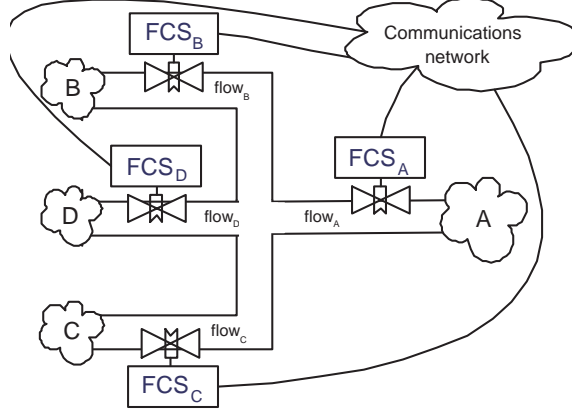 FCS_B
Communications
network
B
flow_B
FCS_D
FCS_A
D
flow_D
flow_A
A
C
flow_C
FCS_C